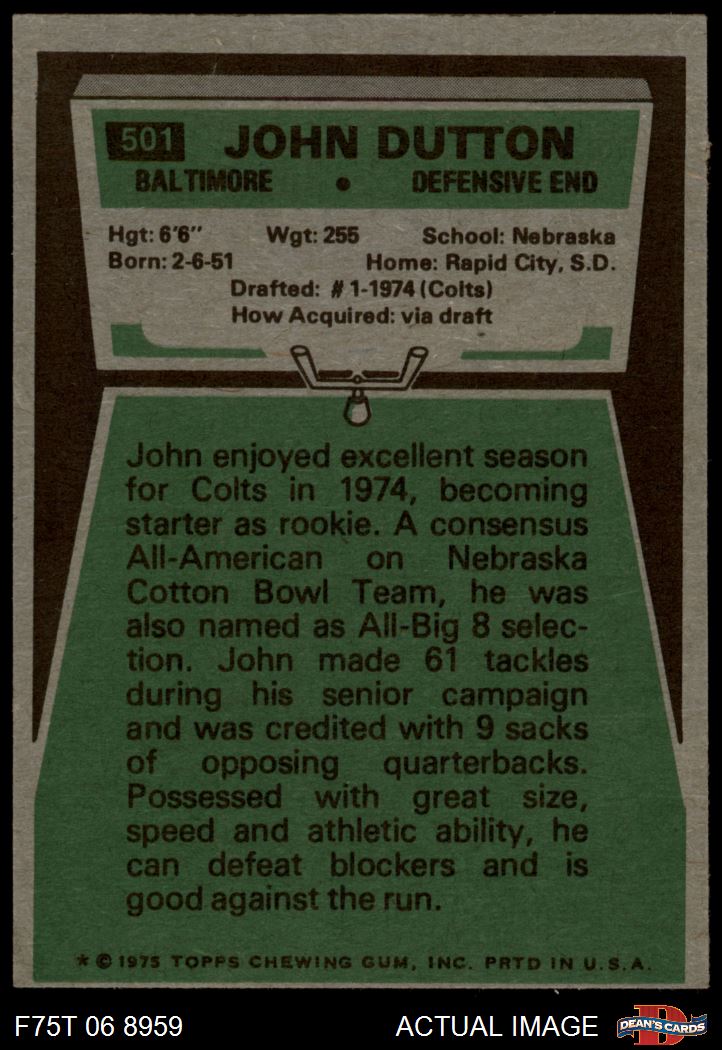 501 JOHN DUTTON
BALTIMORE • DEFENSIVE END
Hgt: 6'6" Wgt: 255 School: Nebraska
Born: 2-6-51 Home: Rapid City, S.D.
Drafted: #1-1974 (Colts)
How Acquired: via draft
John enjoyed excellent season
for Colts in 1974, becoming
starter as rookie. A consensus
All-American on Nebraska
Cotton Bowl Team, he was
also named as All-Big 8 selec-
tion. John made 61 tackles
during his senior campaign
and was credited with 9 sacks
of opposing quarterbacks.
Possessed with great size,
speed and athletic ability, he
can defeat blockers and is
good against the run.
* © 1975 TOPPS CHEWING GUM, INC. PRTD IN U.S.A.
F75T 06 8959 ACTUAL IMAGE D DEAN'S CARDS